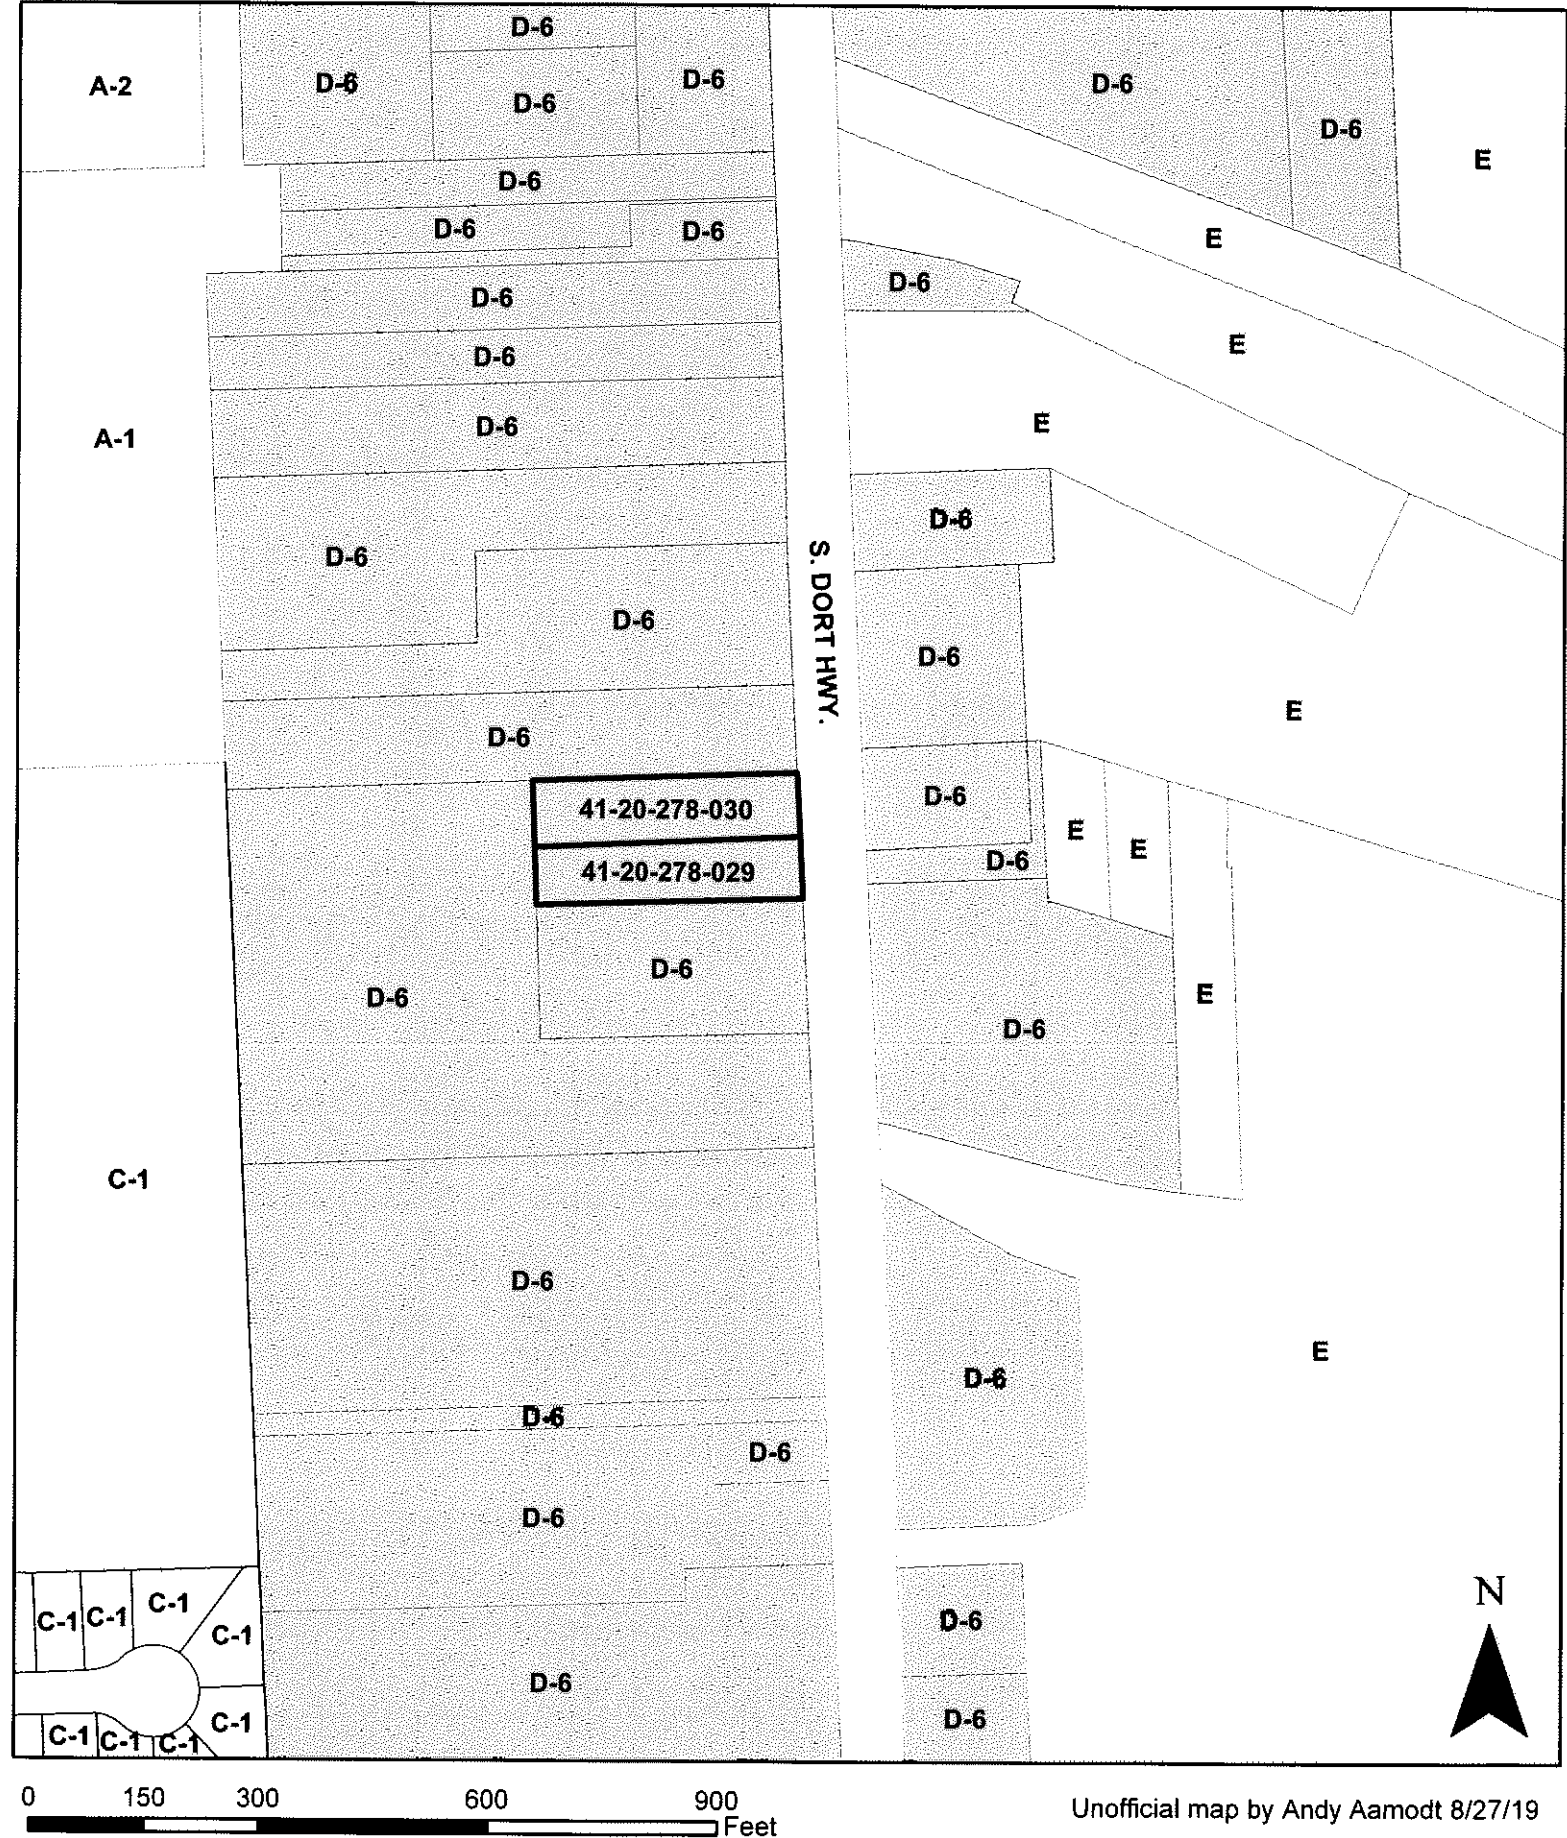 D-6
A-2
D-6
D-6
D-6
D-6
D-6
D-6
E
D-6
D-6
D-6
E
D-6
D-6
E
D-6
E
D-6
A-1
D-6
D-6
S. DORT HWY.
D-6
D-6
E
D-6
D-6
41-20-278-030
E
E
D-6
41-20-278-029
D-6
E
D-6
D-6
C-1
D-6
E
D-6
D-6
D-6
D-6
C-1
C-1
C-1
C-1
D-6
N
D-6
C-1
D-6
C-1
C-1
C-1
0 150 300 600 900
Feet
Unofficial map by Andy Aamodt 8/27/19